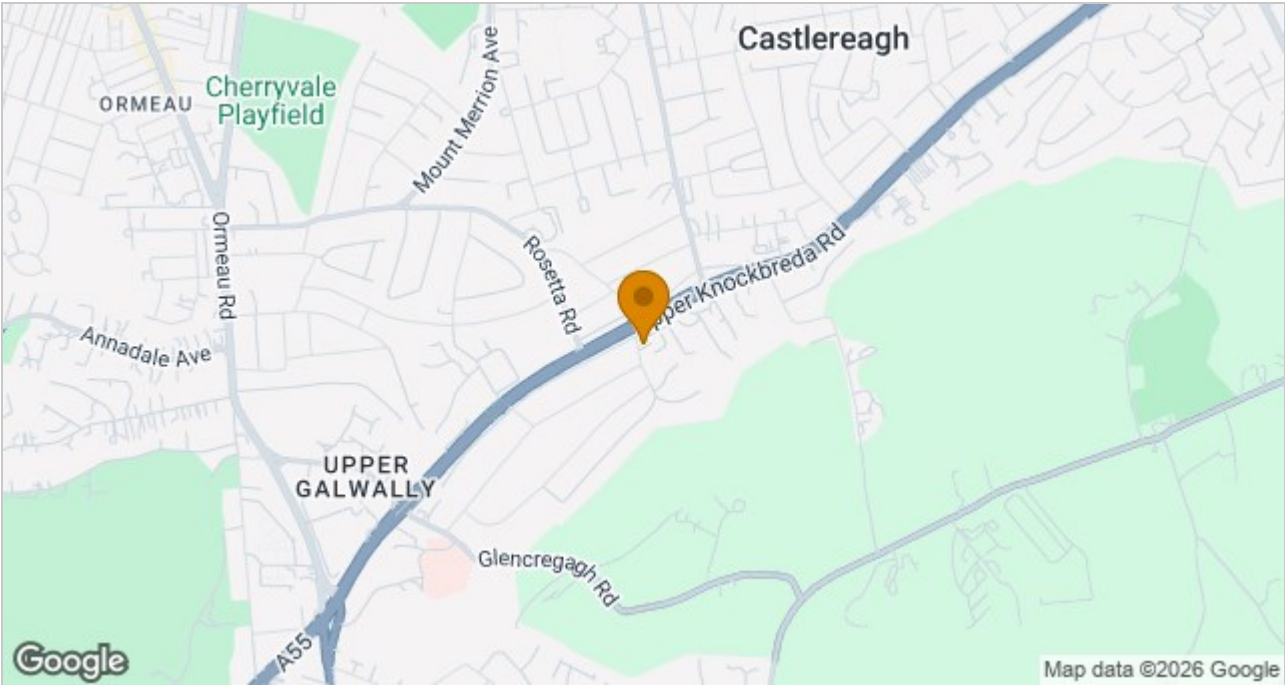 Castlereagh
Cherryvale
Playfield
ORMEAU
Mount Merrion Ave
Ormeau Rd
Rosetta Rd
pper Knockbreda Rd
Annadale Ave
UPPER
GALWALLY
Glencregagh Rd
A55
Google
Map data ©2026 Google